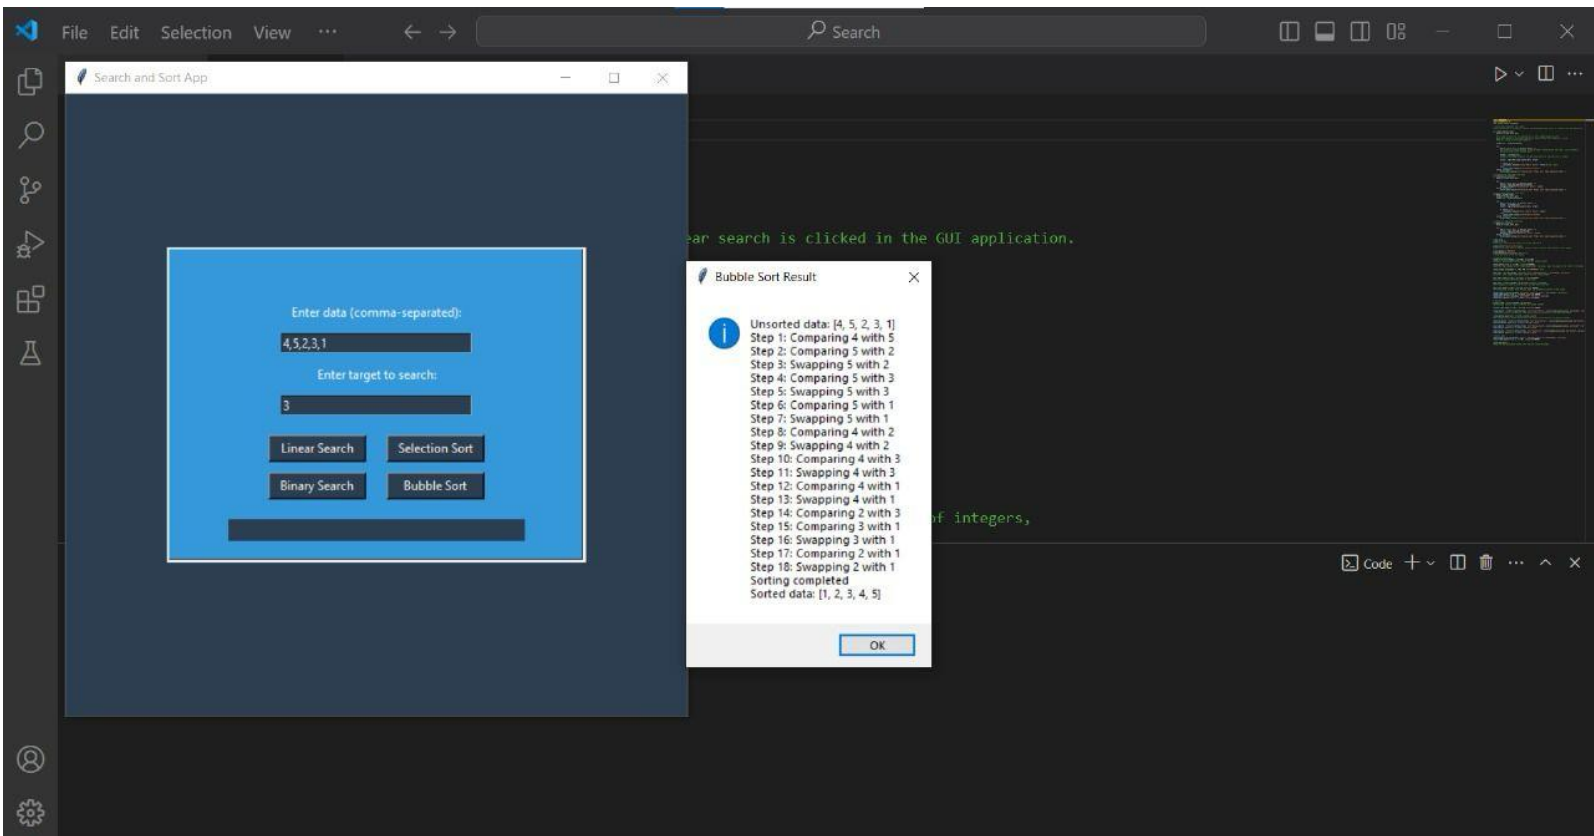 File Edit Selection View ...
Search
Search and Sort App
ear search is clicked in the GUI application.
Enter data (comma-separated):
4,5,2,3,1
Enter target to search:
3
Linear Search Selection Sort
Binary Search Bubble Sort
Bubble Sort Result
Unsorted data: [4, 5, 2, 3, 1]
Step 1: Comparing 4 with 5
Step 2: Comparing 5 with 2
Step 3: Swapping 5 with 2
Step 4: Comparing 5 with 3
Step 5: Swapping 5 with 3
Step 6: Comparing 5 with 1
Step 7: Swapping 5 with 1
Step 8: Comparing 4 with 2
Step 9: Swapping 4 with 2
Step 10: Comparing 4 with 3
Step 11: Swapping 4 with 3
Step 12: Comparing 4 with 1
Step 13: Swapping 4 with 1
Step 14: Comparing 2 with 3
Step 15: Comparing 3 with 1
Step 16: Swapping 3 with 1
Step 17: Comparing 2 with 1
Step 18: Swapping 2 with 1
Sorting completed
Sorted data: [1, 2, 3, 4, 5]
OK
of integers,
Code